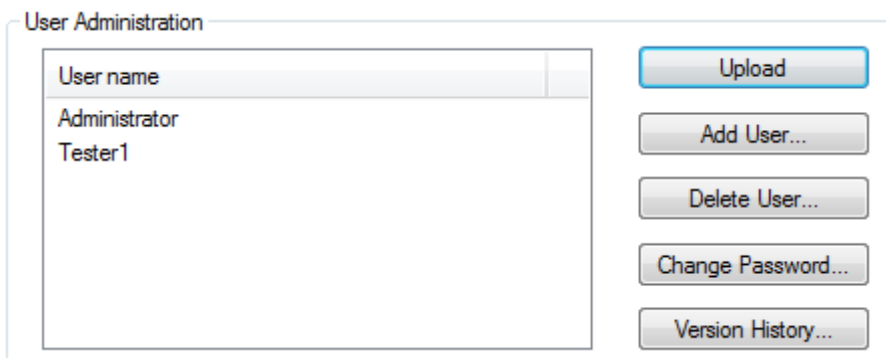 User Administration
User name
Administrator
Tester1
Upload
Add User...
Delete User...
Change Password...
Version History...